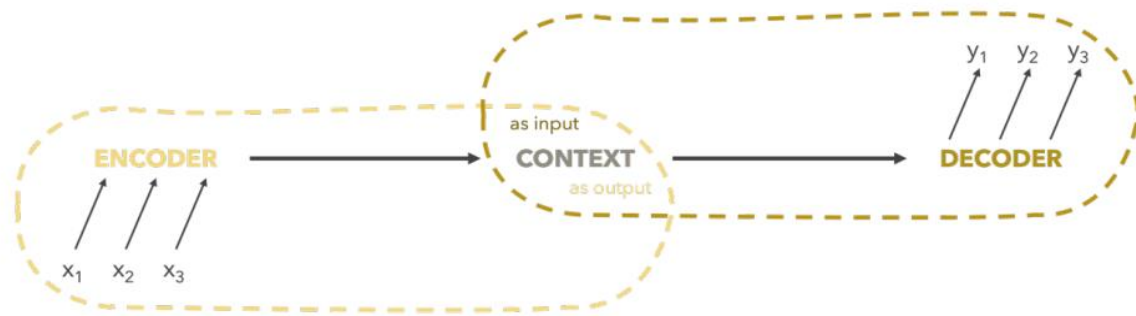 y₁ y₂ y₃
as input
ENCODER CONTEXT DECODER
as output
x₁ x₂ x₃